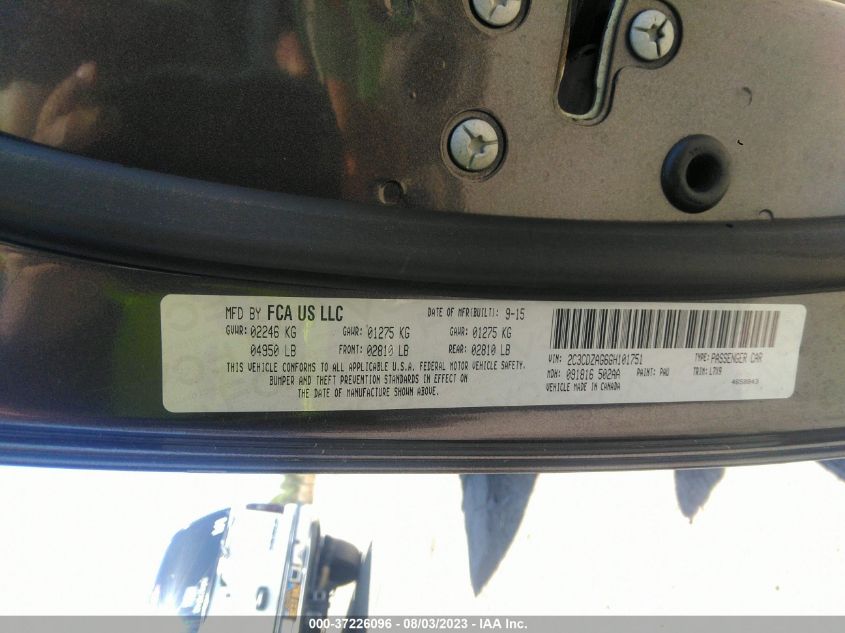 MFD BY FCA US LLC DATE OF MFR(BUILT): 9-15
GVWR: 02246 KG GAWR: 01275 KG GAWR: 01275 KG
04950 LB FRONT: 02810 LB REAR: 02810 LB
THIS VEHICLE CONFORMS TO ALL APPLICABLE U.S.A. FEDERAL MOTOR VEHICLE SAFETY,
BUMPER AND THEFT PREVENTION STANDARDS IN EFFECT ON
THE DATE OF MANUFACTURE SHOWN ABOVE.
VIN: 2C3CDZAG6GH101751 TYPE: PASSENGER CAR
MDH: 091816 502AA PAINT: PAU TRIM: L7X9
VEHICLE MADE IN CANADA 4658943
000-37226096 - 08/03/2023 - IAA Inc.